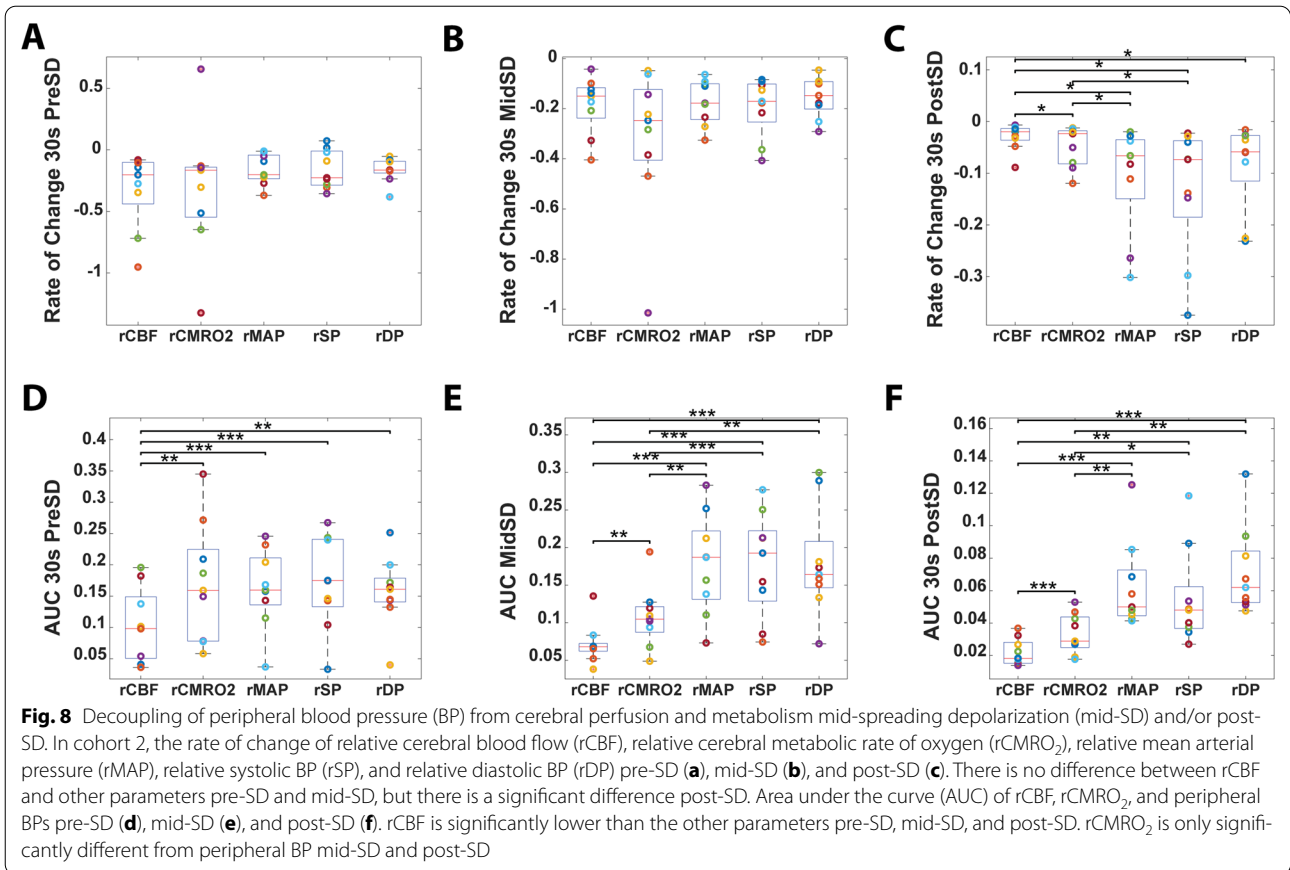 A
B
C
Rate of Change 30s PreSD
0.5
0
-0.5
-1
rCBF rCMRO2 rMAP rSP rDP
Rate of Change 30s MidSD
0
-0.2
-0.4
-0.6
-0.8
-1
rCBF rCMRO2 rMAP rSP rDP
Rate of Change 30s PostSD
0.1
0
-0.1
-0.2
-0.3
*
*
*
*
*
*
rCBF rCMRO2 rMAP rSP rDP
D
E
F
AUC 30s PreSD
0.4
0.35
0.3
0.25
0.2
0.15
0.1
0.05
**
***
***
**
rCBF rCMRO2 rMAP rSP rDP
AUC MidSD
0.35
0.3
0.25
0.2
0.15
0.1
0.05
***
**
***
***
***
**
**
rCBF rCMRO2 rMAP rSP rDP
AUC 30s PostSD
0.16
0.14
0.12
0.1
0.08
0.06
0.04
0.02
***
**
**
*
***
**
***
rCBF rCMRO2 rMAP rSP rDP
Fig. 8 Decoupling of peripheral blood pressure (BP) from cerebral perfusion and metabolism mid-spreading depolarization (mid-SD) and/or post-
SD. In cohort 2, the rate of change of relative cerebral blood flow (rCBF), relative cerebral metabolic rate of oxygen (rCMRO₂), relative mean arterial
pressure (rMAP), relative systolic BP (rSP), and relative diastolic BP (rDP) pre-SD (a), mid-SD (b), and post-SD (c). There is no difference between rCBF
and other parameters pre-SD and mid-SD, but there is a significant difference post-SD. Area under the curve (AUC) of rCBF, rCMRO₂, and peripheral
BPs pre-SD (d), mid-SD (e), and post-SD (f). rCBF is significantly lower than the other parameters pre-SD, mid-SD, and post-SD. rCMRO₂ is only signifi-
cantly different from peripheral BP mid-SD and post-SD